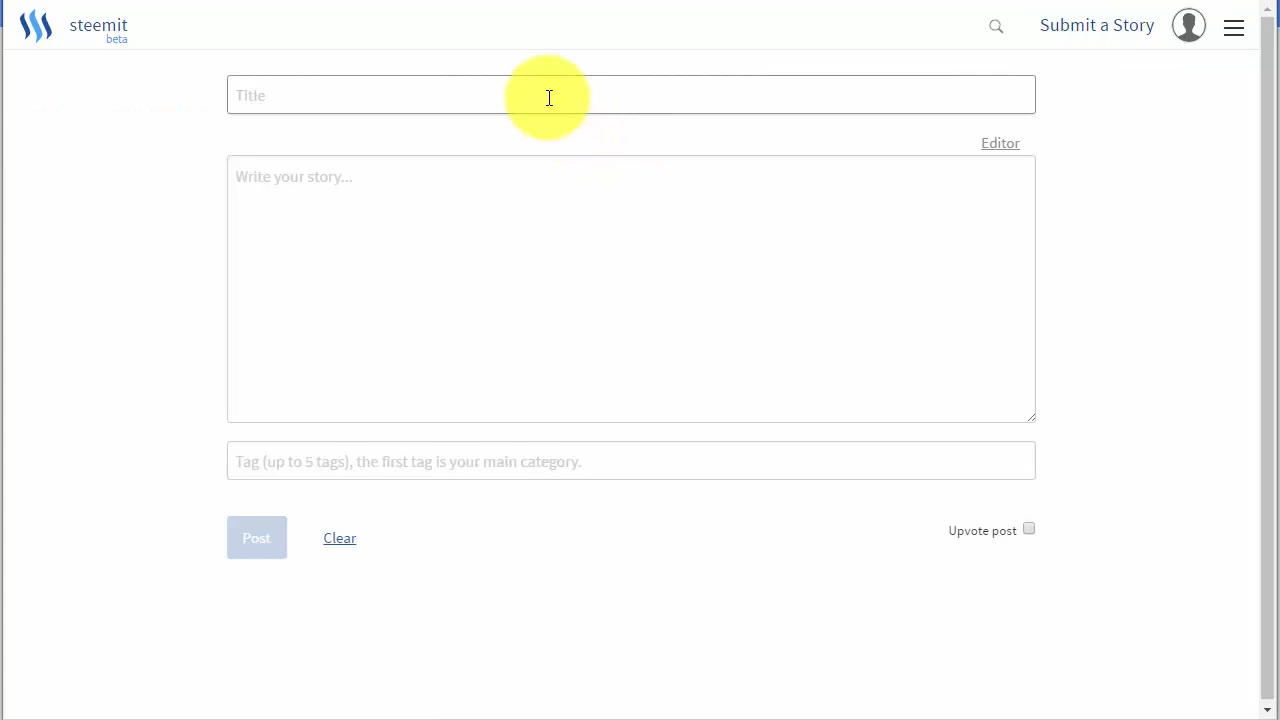 steemit
beta
Submit a Story
Title
Editor
Write your story...
Tag (up to 5 tags), the first tag is your main category.
Post
Clear
Upvote post